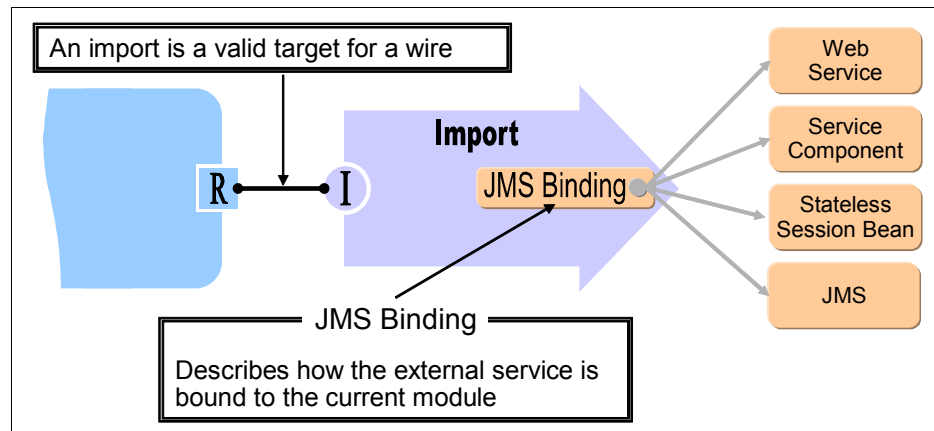 An import is a valid target for a wire
R
I
Import
JMS Binding
Web
Service
Service
Component
Stateless
Session Bean
JMS
JMS Binding
Describes how the external service is
bound to the current module